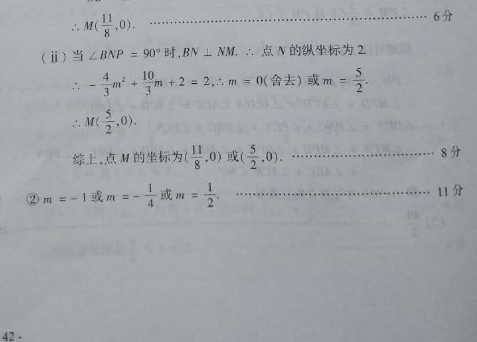 ∴ M(11/8,0). ………………………… 6分
(ⅱ)当∠BNP = 90°时,BN ⊥ NM. ∴ 点 N 的纵坐标为 2.
∴ -4/3m² + 10/3m + 2 = 2,∴ m = 0(舍去)或 m = 5/2.
∴ M(5/2,0).
综上,点 M 的坐标为(11/8,0)或(5/2,0). ………………………… 8分
② m = -1或 m = -1/4或 m = 1/2. ………………………… 11分
42 -